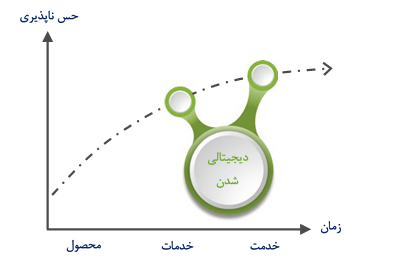 حس ناپذیری
دیجیتالی
شدن
زمان
محصول
خدمات
خدمت